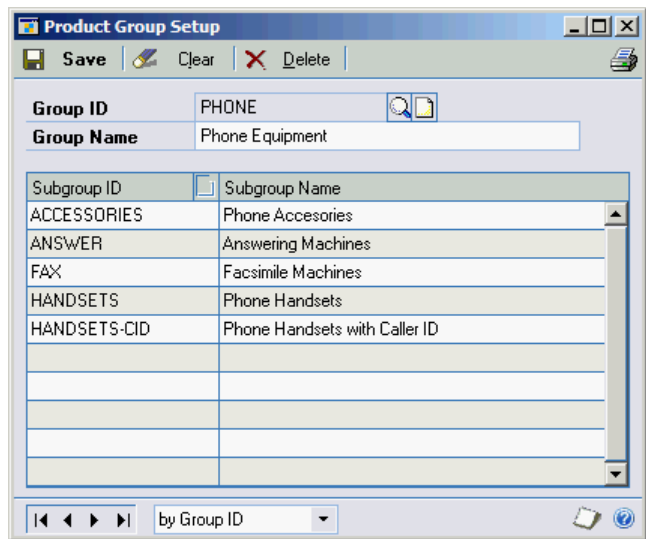 Product Group Setup
Save Clear Delete
Group ID PHONE
Group Name Phone Equipment
Subgroup ID Subgroup Name
ACCESSORIES Phone Accesories
ANSWER Answering Machines
FAX Facsimile Machines
HANDSETS Phone Handsets
HANDSETS-CID Phone Handsets with Caller ID
by Group ID